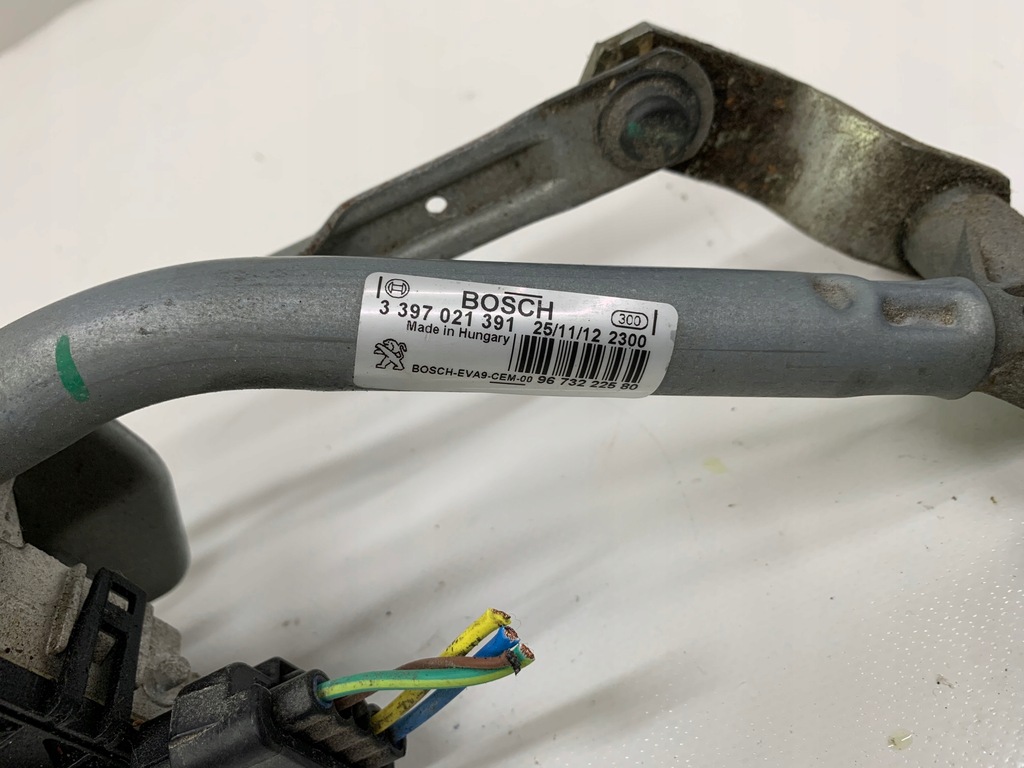 BOSCH
3 397 021 391 25/11/12 2300 300
Made in Hungary
BOSCH-EVA9-CEM-00 96 732 225 80